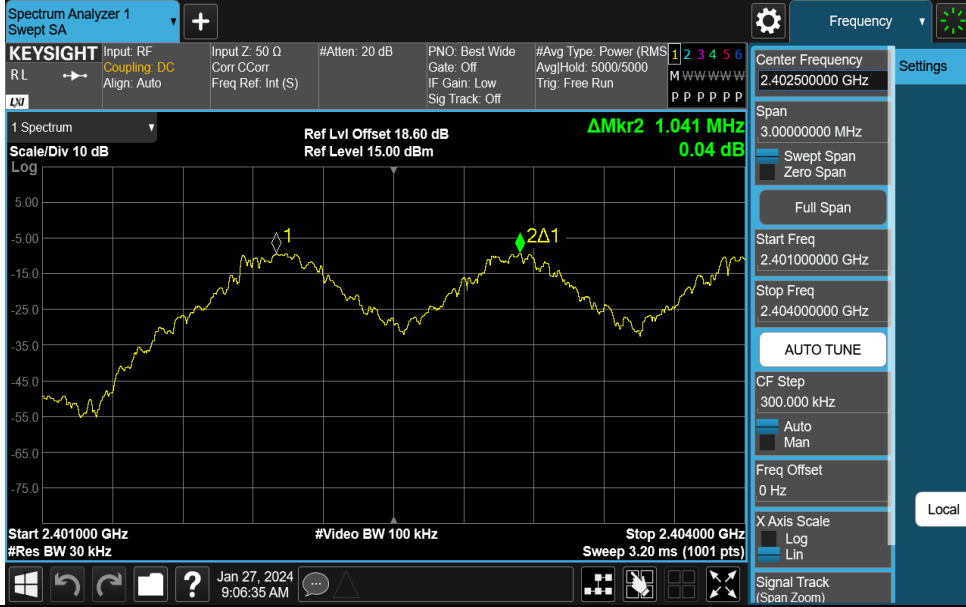 Spectrum Analyzer 1
Swept SA
+
Frequency
KEYSIGHT
R L
LXI
Input: RF
Coupling: DC
Align: Auto
Input Z: 50 Ω
Corr CCorr
Freq Ref: Int (S)
#Atten: 20 dB
PNO: Best Wide
Gate: Off
IF Gain: Low
Sig Track: Off
#Avg Type: Power (RMS
Avg|Hold: 5000/5000
Trig: Free Run
1 2 3 4 5 6
M W W W W W
P P P P P P
1 Spectrum
Scale/Div 10 dB
Log
Ref Lvl Offset 18.60 dB
Ref Level 15.00 dBm
ΔMkr2 1.041 MHz
0.04 dB
5.00
-5.00
-15.0
-25.0
-35.0
-45.0
-55.0
-65.0
-75.0
1
2Δ1
Start 2.401000 GHz
#Res BW 30 kHz
#Video BW 100 kHz
Stop 2.404000 GHz
Sweep 3.20 ms (1001 pts)
Center Frequency
2.402500000 GHz
Settings
Span
3.00000000 MHz
Swept Span
Zero Span
Full Span
Start Freq
2.401000000 GHz
Stop Freq
2.404000000 GHz
AUTO TUNE
CF Step
300.000 kHz
Auto
Man
Freq Offset
0 Hz
X Axis Scale
Log
Lin
Local
Signal Track
(Span Zoom)
?
Jan 27, 2024
9:06:35 AM